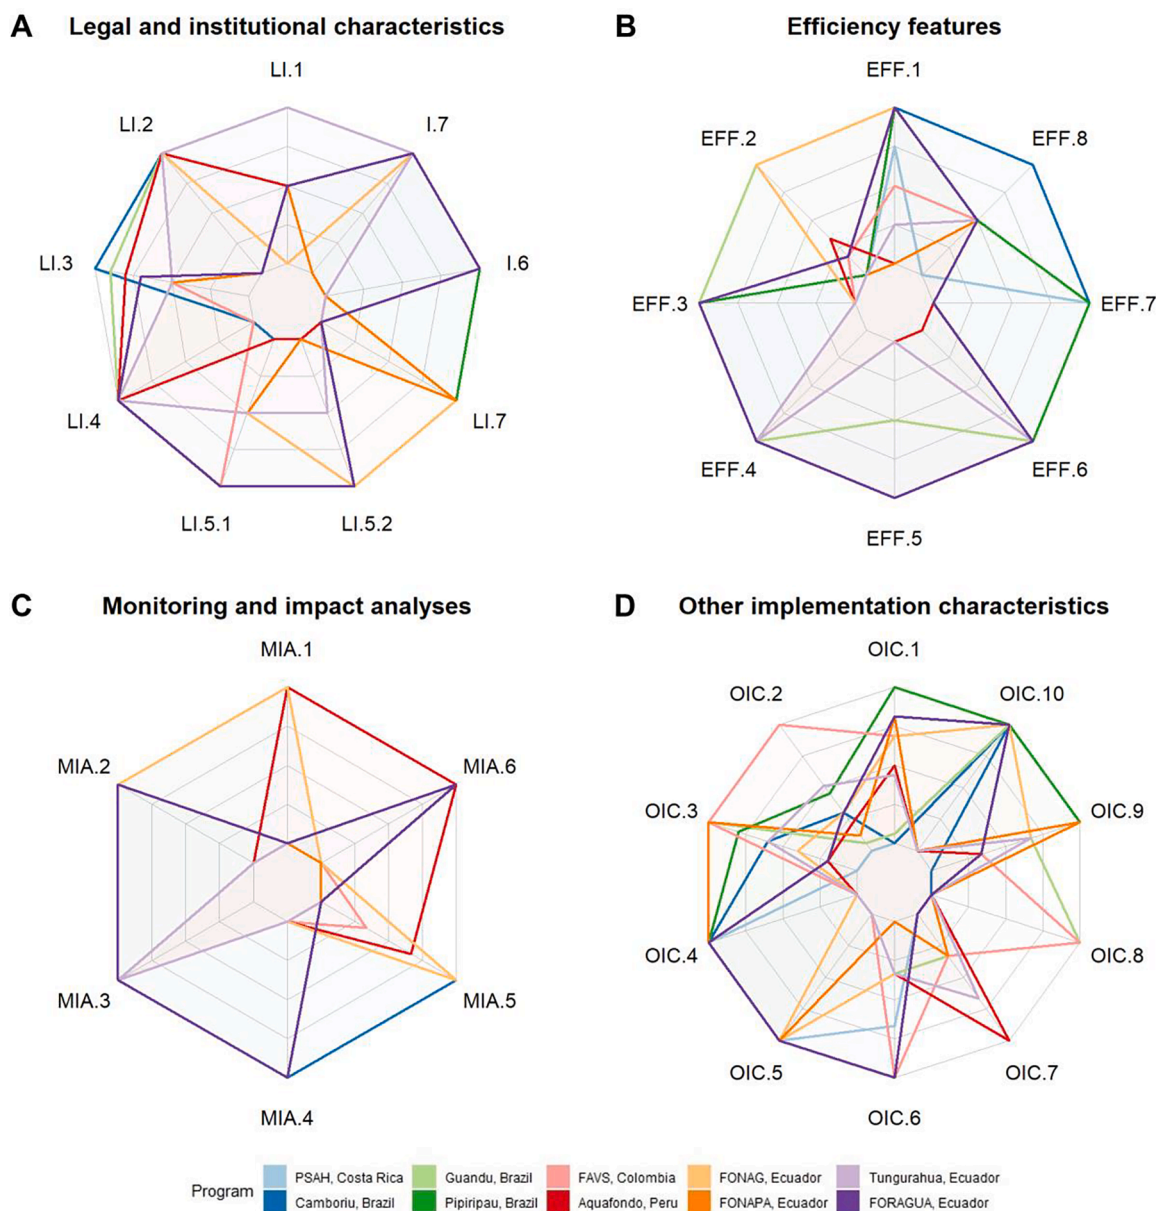 A Legal and institutional characteristics
LI.1
LI.2
I.7
LI.3
I.6
LI.4
LI.7
LI.5.1
LI.5.2
B Efficiency features
EFF.1
EFF.2
EFF.8
EFF.3
EFF.7
EFF.4
EFF.6
EFF.5
C Monitoring and impact analyses
MIA.1
MIA.2
MIA.6
MIA.3
MIA.5
MIA.4
D Other implementation characteristics
OIC.1
OIC.2
OIC.10
OIC.3
OIC.9
OIC.4
OIC.8
OIC.5
OIC.7
OIC.6
Program
PSAH, Costa Rica
Guandu, Brazil
FAVS, Colombia
FONAG, Ecuador
Tungurahua, Ecuador
Camboriu, Brazil
Pipiripau, Brazil
Aquafondo, Peru
FONAPA, Ecuador
FORAGUA, Ecuador